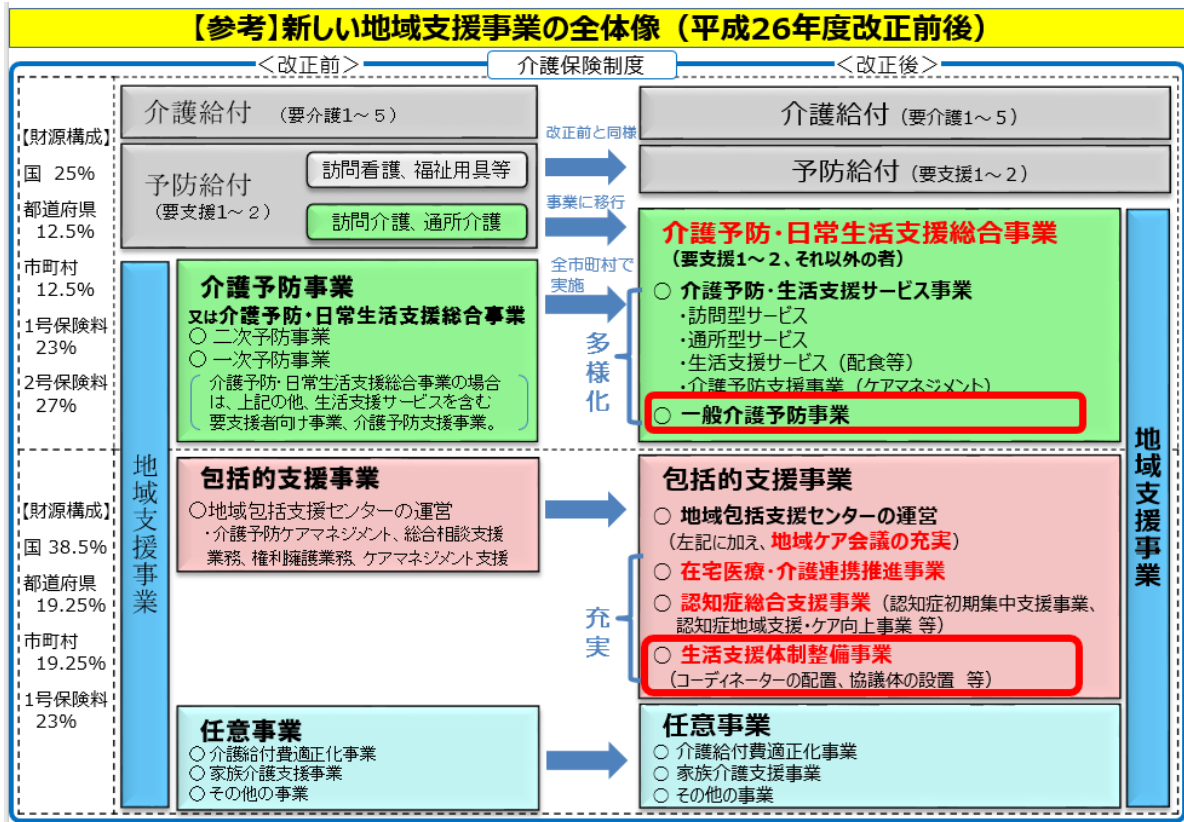 【参考】新しい地域支援事業の全体像（平成26年度改正前後）
＜改正前＞
介護保険制度
＜改正後＞
【財源構成】
国 25%
都道府県
12.5%
市町村
12.5%
1号保険料
23%
2号保険料
27%
介護給付 （要介護1～5）
予防給付
（要支援1～2）
訪問看護、福祉用具等
訪問介護、通所介護
改正前と同様
事業に移行
全市町村で
実施
多様化
介護給付（要介護1～5）
予防給付（要支援1～2）
介護予防事業
又は介護予防・日常生活支援総合事業
○ 二次予防事業
○ 一次予防事業
介護予防・日常生活支援総合事業の場合
は、上記の他、生活支援サービスを含む
要支援者向け事業、介護予防支援事業。
介護予防・日常生活支援総合事業
（要支援1～2、それ以外の者）
○ 介護予防・生活支援サービス事業
・訪問型サービス
・通所型サービス
・生活支援サービス（配食等）
・介護予防支援事業（ケアマネジメント）
○ 一般介護予防事業
地域支援事業
地域支援事業
【財源構成】
国 38.5%
都道府県
19.25%
市町村
19.25%
1号保険料
23%
包括的支援事業
○地域包括支援センターの運営
・介護予防ケアマネジメント、総合相談支援
業務、権利擁護業務、ケアマネジメント支援
充実
包括的支援事業
○ 地域包括支援センターの運営
（左記に加え、地域ケア会議の充実）
○ 在宅医療・介護連携推進事業
○ 認知症総合支援事業（認知症初期集中支援事業、
認知症地域支援・ケア向上事業 等）
○ 生活支援体制整備事業
（コーディネーターの配置、協議体の設置 等）
任意事業
○ 介護給付費適正化事業
○ 家族介護支援事業
○ その他の事業
任意事業
○ 介護給付費適正化事業
○ 家族介護支援事業
○ その他の事業